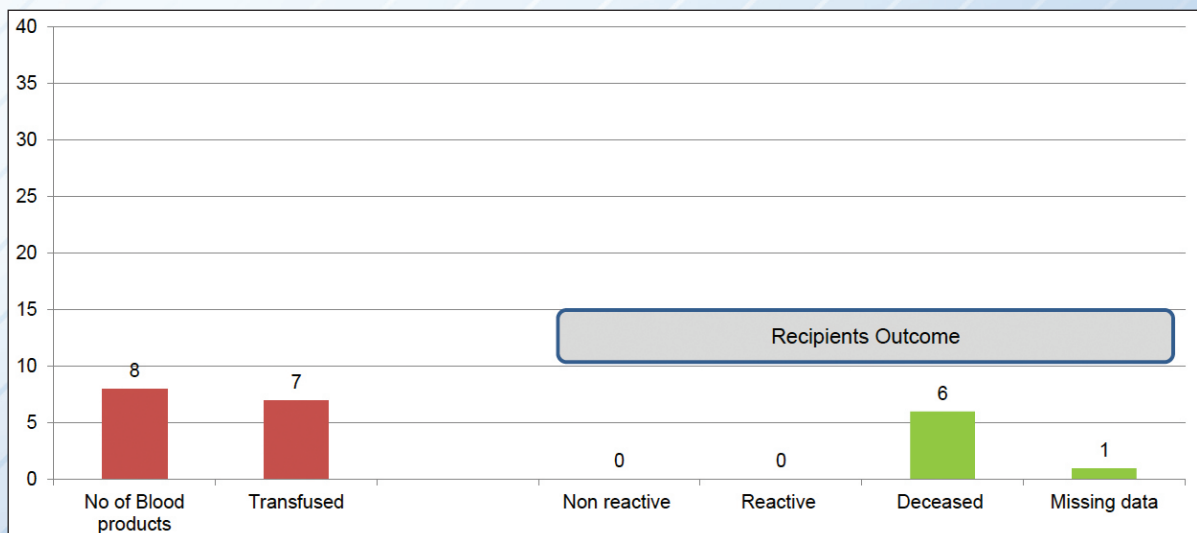 40
35
30
25
20
15
10
5
0
Recipients Outcome
8
7
0
0
6
1
No of Blood
products
Transfused
Non reactive
Reactive
Deceased
Missing data